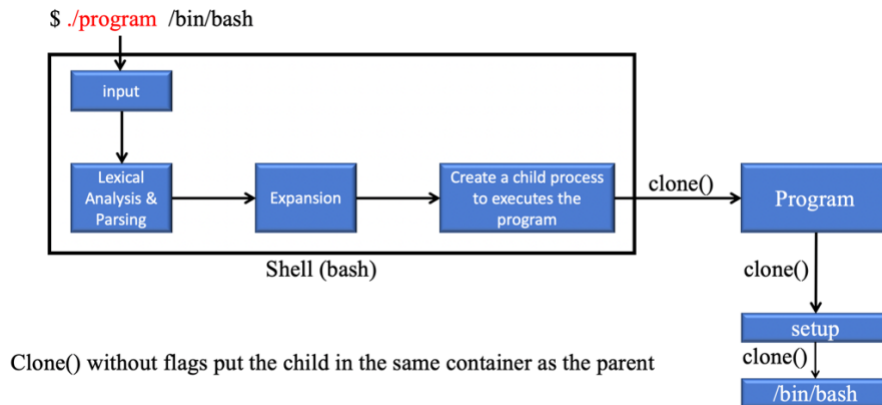 $ ./program /bin/bash
input
Lexical
Analysis &
Parsing
Expansion
Create a child process
to executes the
program
clone()
Program
Shell (bash)
clone()
setup
clone()
/bin/bash
Clone() without flags put the child in the same container as the parent